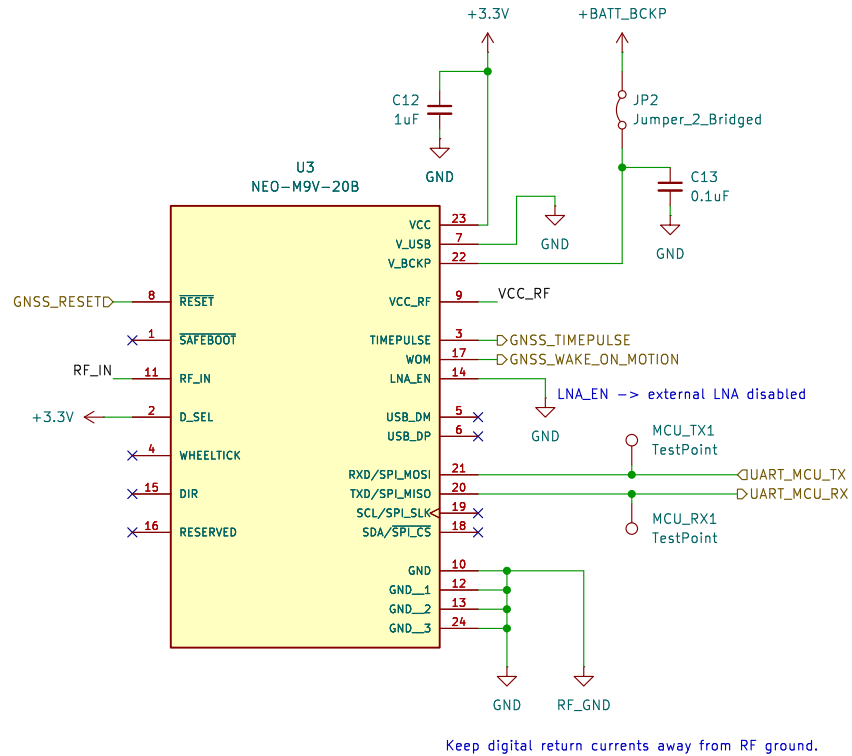 +3.3V
+BATT_BCKP
C12
1uF
GND
JP2
Jumper_2_Bridged
C13
0.1uF
GND
U3
NEO-M9V-20B
VCC 23
V_USB 7
GND
V_BCKP 22
GNSS_RESET 8 RESET
VCC_RF 9 VCC_RF
1 SAFEBOOT
TIMEPULSE 3 GNSS_TIMEPULSE
WOM 17 GNSS_WAKE_ON_MOTION
RF_IN 11 RF_IN
LNA_EN 14
LNA_EN -> external LNA disabled
GND
+3.3V 2 D_SEL
USB_DM 5
USB_DP 6
MCU_TX1
TestPoint
4 WHEELTICK
RXD/SPI_MOSI 21 UART_MCU_TX
15 DIR
TXD/SPI_MISO 20 UART_MCU_RX
SCL/SPI_SLK 19
MCU_RX1
TestPoint
16 RESERVED
SDA/SPI_CS 18
GND 10
GND__1 12
GND__2 13
GND__3 24
GND
RF_GND
Keep digital return currents away from RF ground.